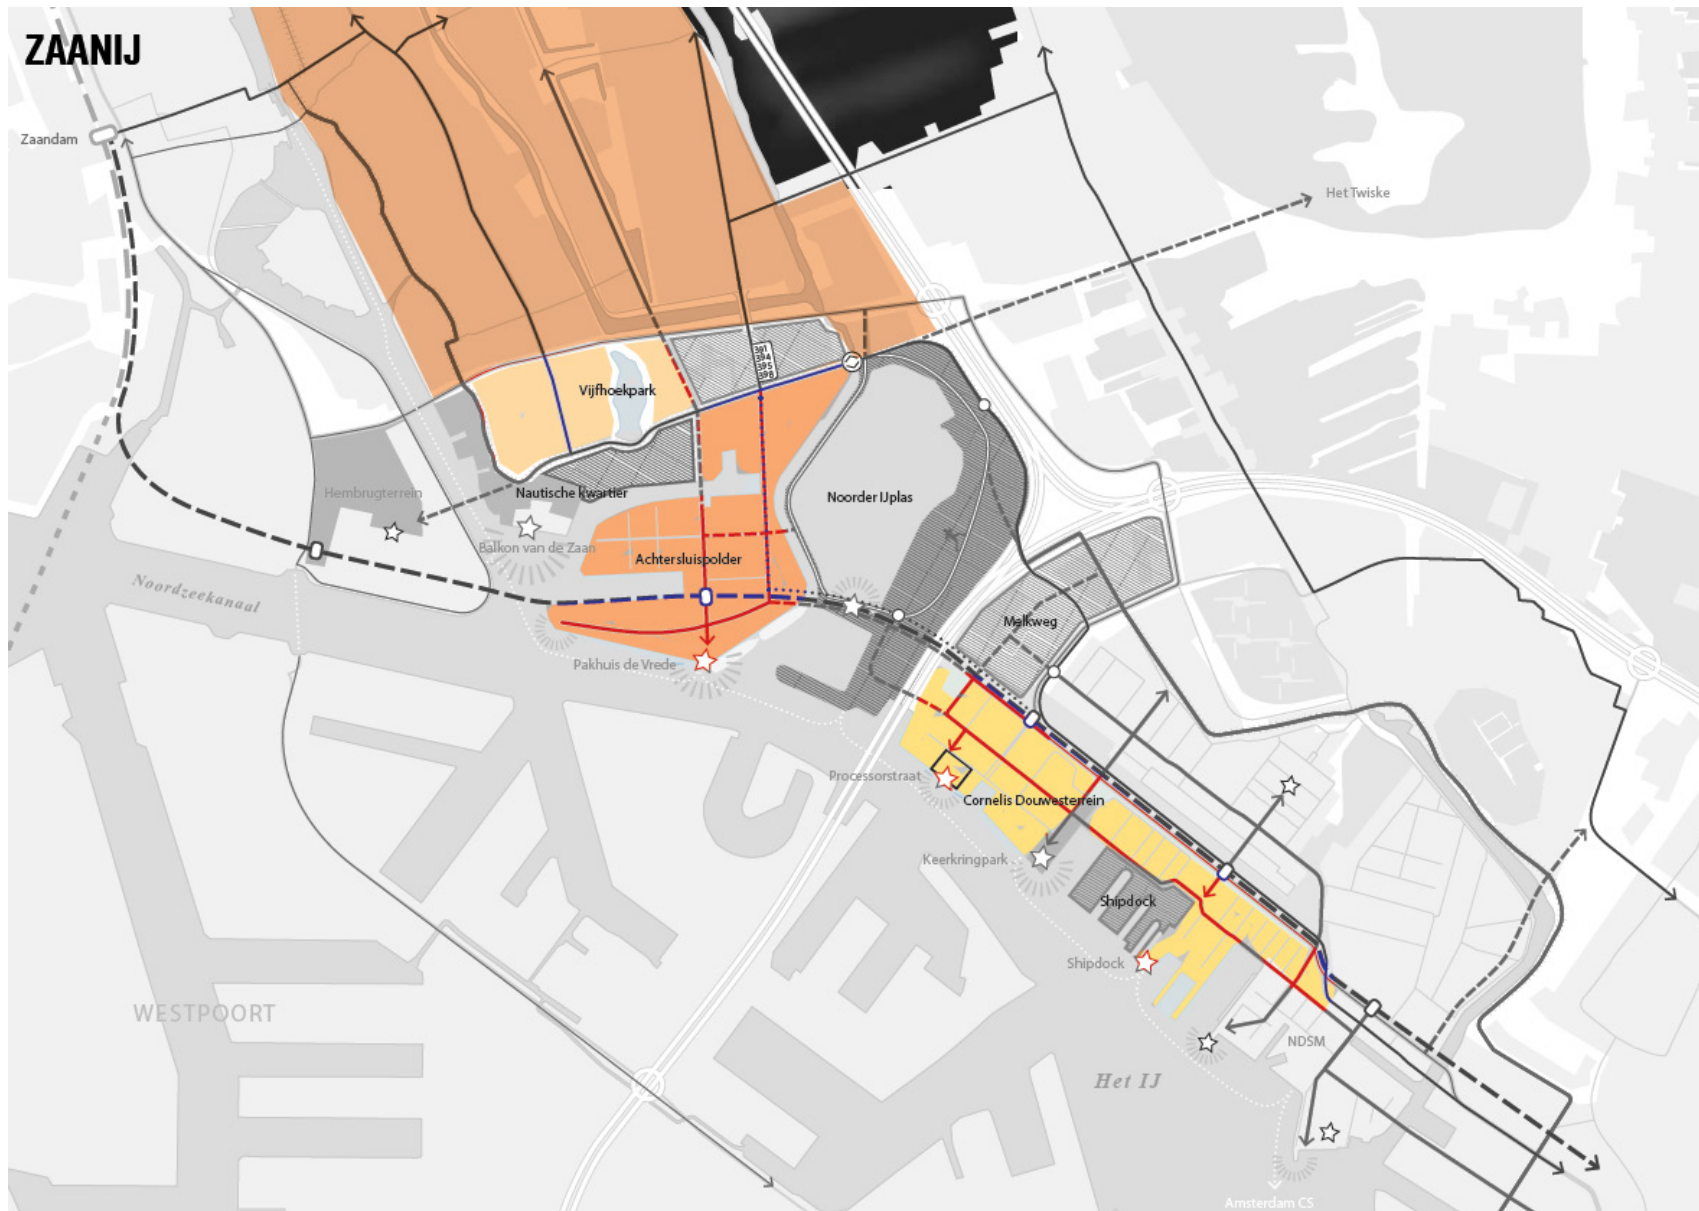 ZAANIJ
Zaandam
Het Twiske
391
394
395
398
Vijfhoekpark
Hembrugterrein
Nautische kwartier
Noorder IJplas
Balkon van de Zaan
Achtersluispolder
Noordzeekanaal
Melkweg
Pakhuis de Vrede
Processorstraat
Cornelis Douwesterrein
Keerkringpark
Shipdock
Shipdock
WESTPOORT
NDSM
Het IJ
Amsterdam CS